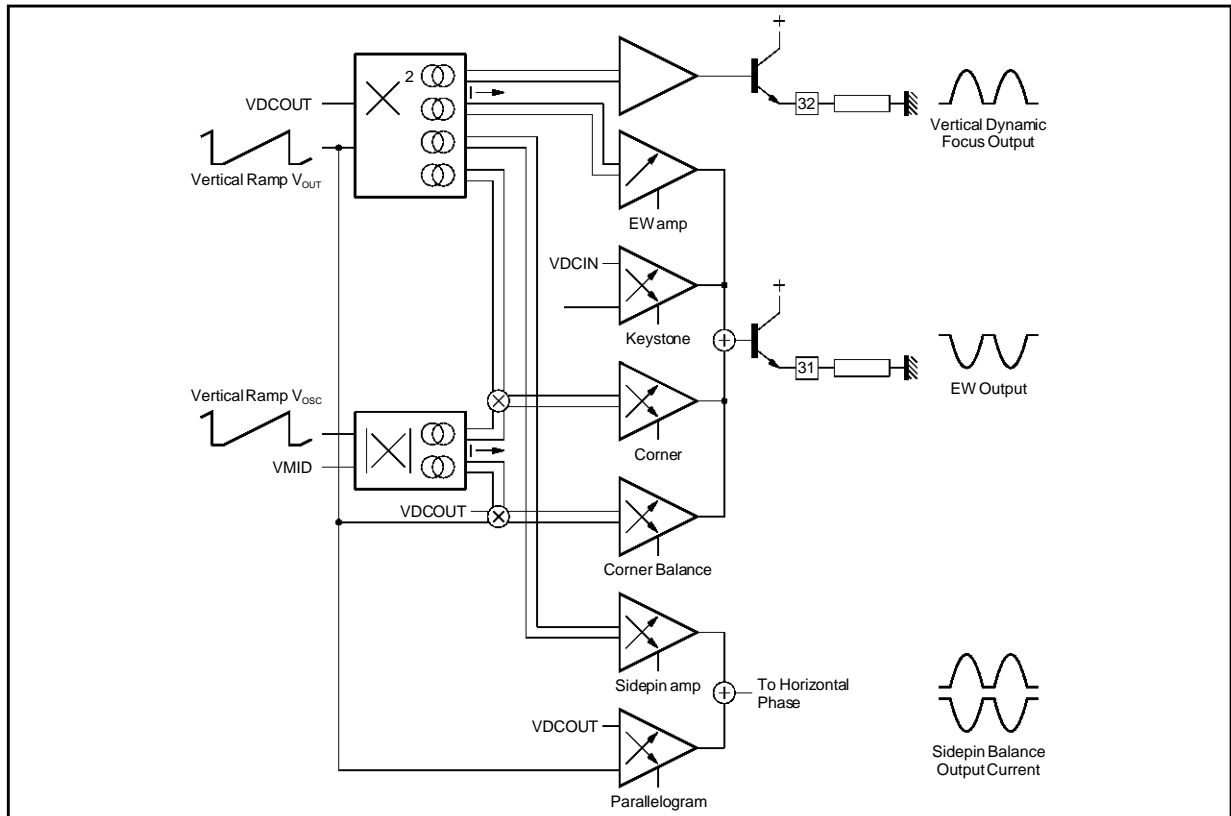 2
VDCOUT
I
32
Vertical Dynamic
Focus Output
Vertical Ramp VOUT
EW amp
VDCIN
Keystone
31
EW Output
Vertical Ramp VOSC
VMID
I
Corner
VDCOUT
Corner Balance
Sidepin amp
To Horizontal
Phase
VDCOUT
Sidepin Balance
Output Current
Parallelogram